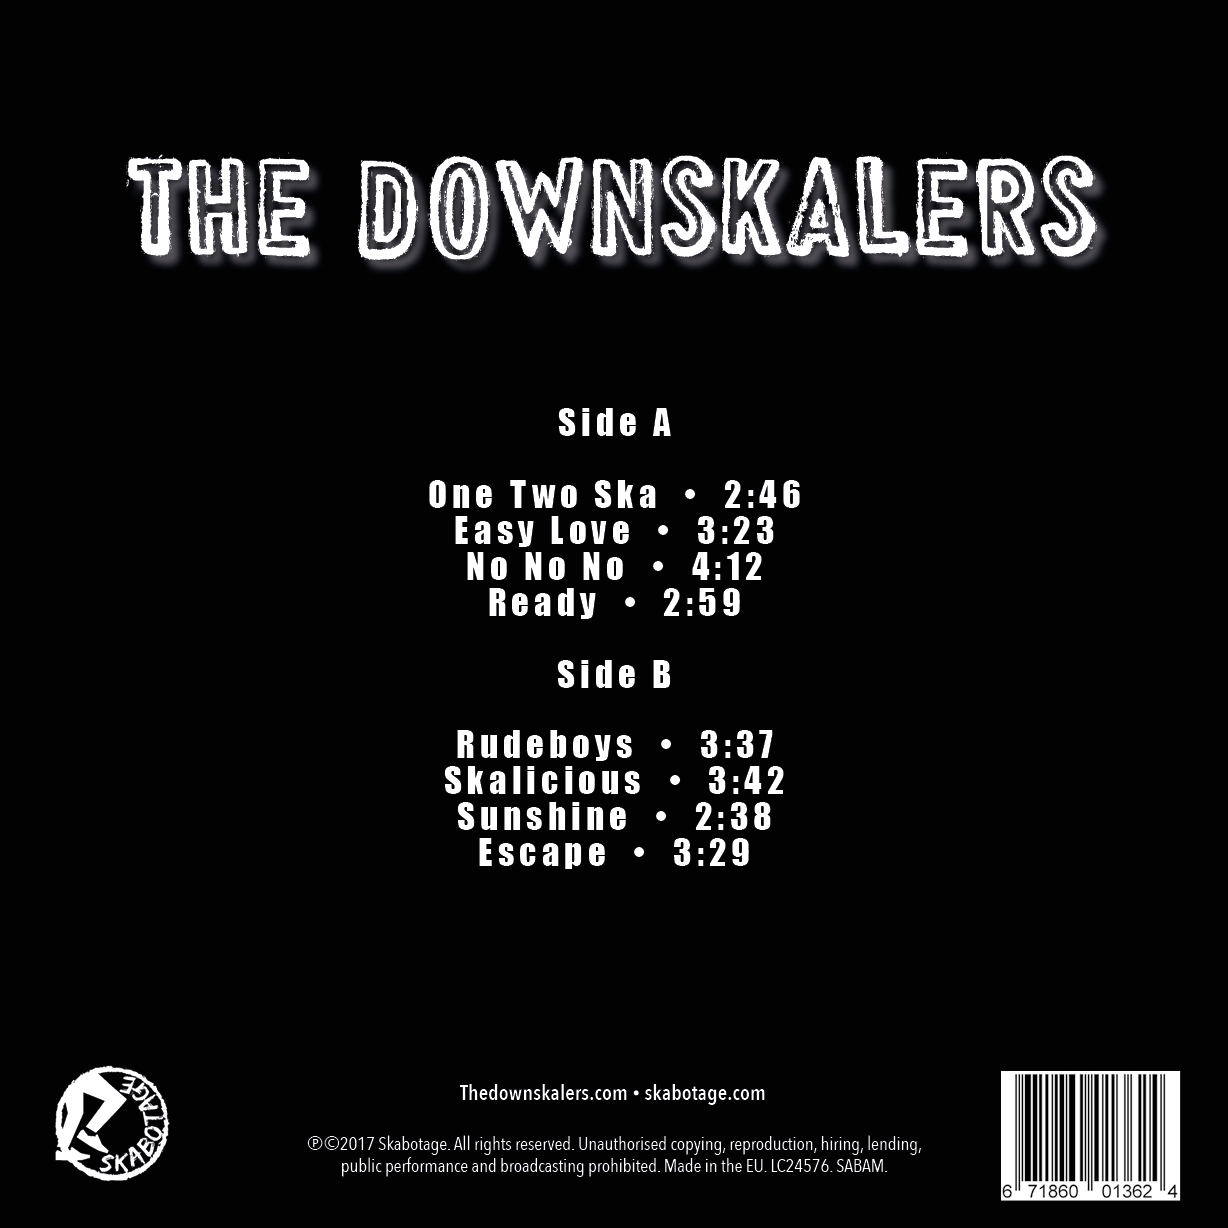 THE DOWNSKALERS
Side A
One Two Ska • 2:46
Easy Love • 3:23
No No No • 4:12
Ready • 2:59
Side B
Rudeboys • 3:37
Skalicious • 3:42
Sunshine • 2:38
Escape • 3:29
SKABOTAGE
Thedownskalers.com • skabotage.com
℗©2017 Skabotage. All rights reserved. Unauthorised copying, reproduction, hiring, lending,
public performance and broadcasting prohibited. Made in the EU. LC24576. SABAM.
6 71860 01362 4